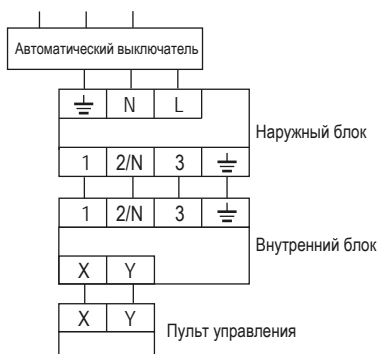 Автоматический выключатель
N L
Наружный блок
1 2/N 3
1 2/N 3
Внутренний блок
X Y
X Y
Пульт управления